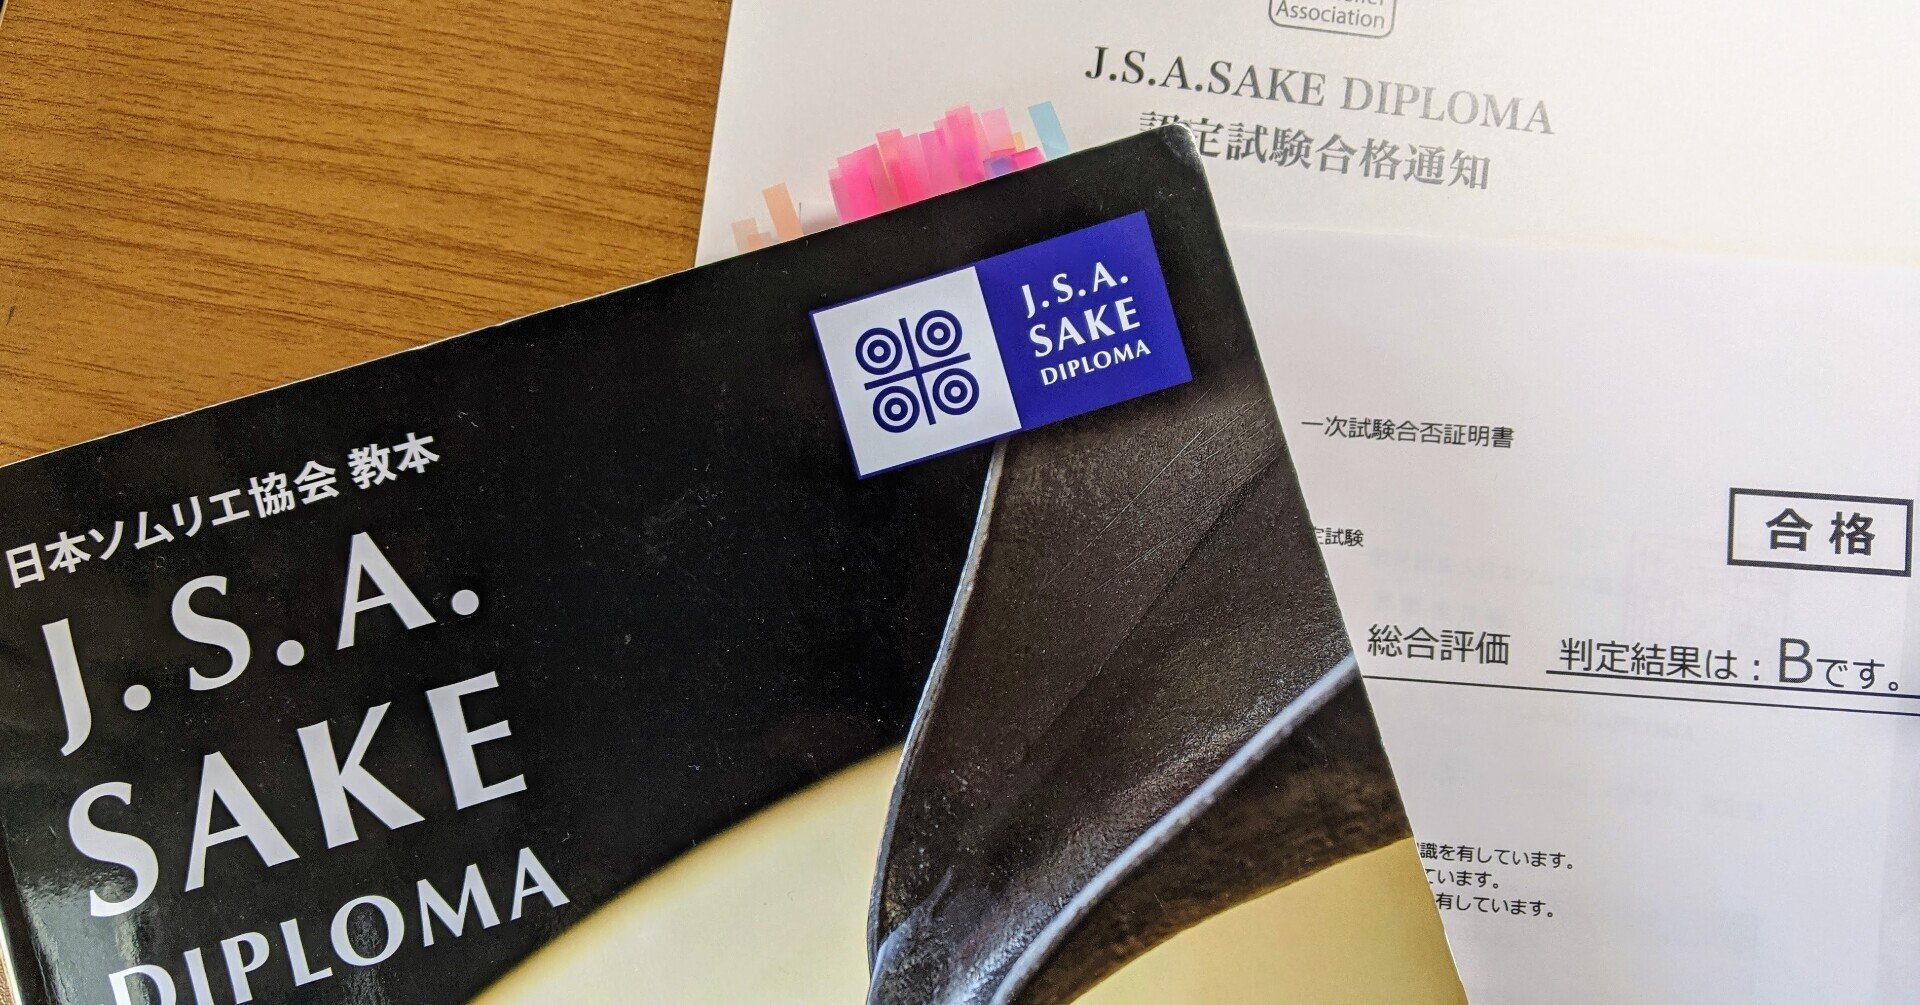 Association
J.S.A.SAKE DIPLOMA
認定試験合格通知
J.S.A.
SAKE
DIPLOMA
日本ソムリエ協会 教本
J.S.A.
SAKE
DIPLOMA
一次試験合否証明書
定試験
合格
総合評価 判定結果は：Bです。
識を有しています。
ています。
有しています。